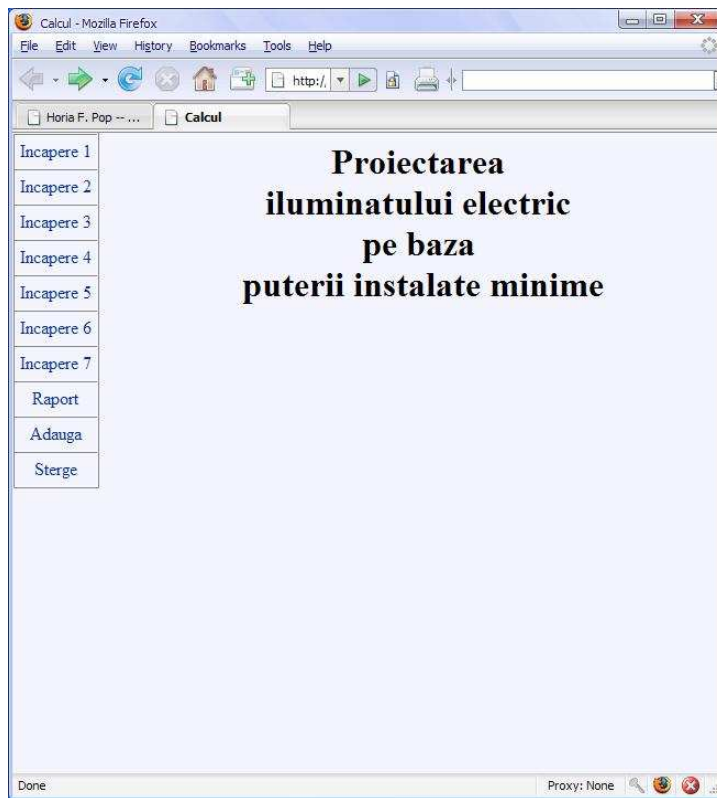 Calcul - Mozilla Firefox
File Edit View History Bookmarks Tools Help
http:/,
Horia F. Pop -- ...
Calcul
Incapere 1
Incapere 2
Incapere 3
Incapere 4
Incapere 5
Incapere 6
Incapere 7
Raport
Adauga
Sterge
Proiectarea
iluminatului electric
pe baza
puterii instalate minime
Done
Proxy: None